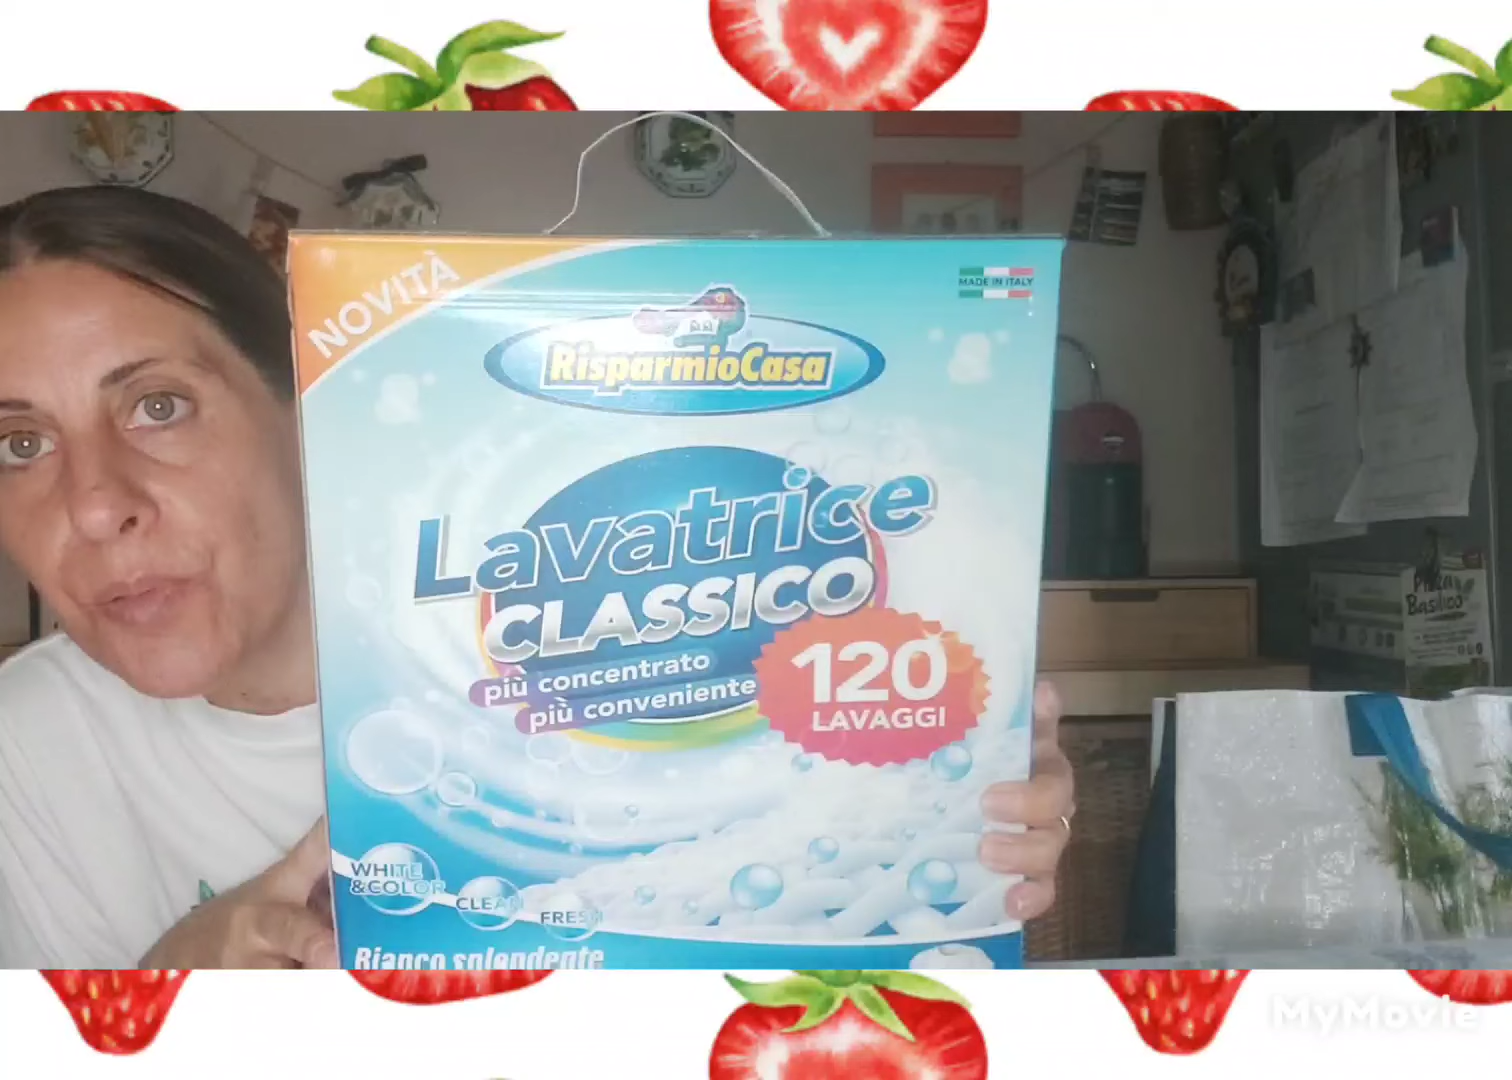 NOVITÀ
MADE IN ITALY
RisparmioCasa
Lavatrice
CLASSICO
più concentrato
più conveniente
120
LAVAGGI
WHITE
&COLOR
CLEAN
FRESH
Bianco splendente
Basilico
MyMovie